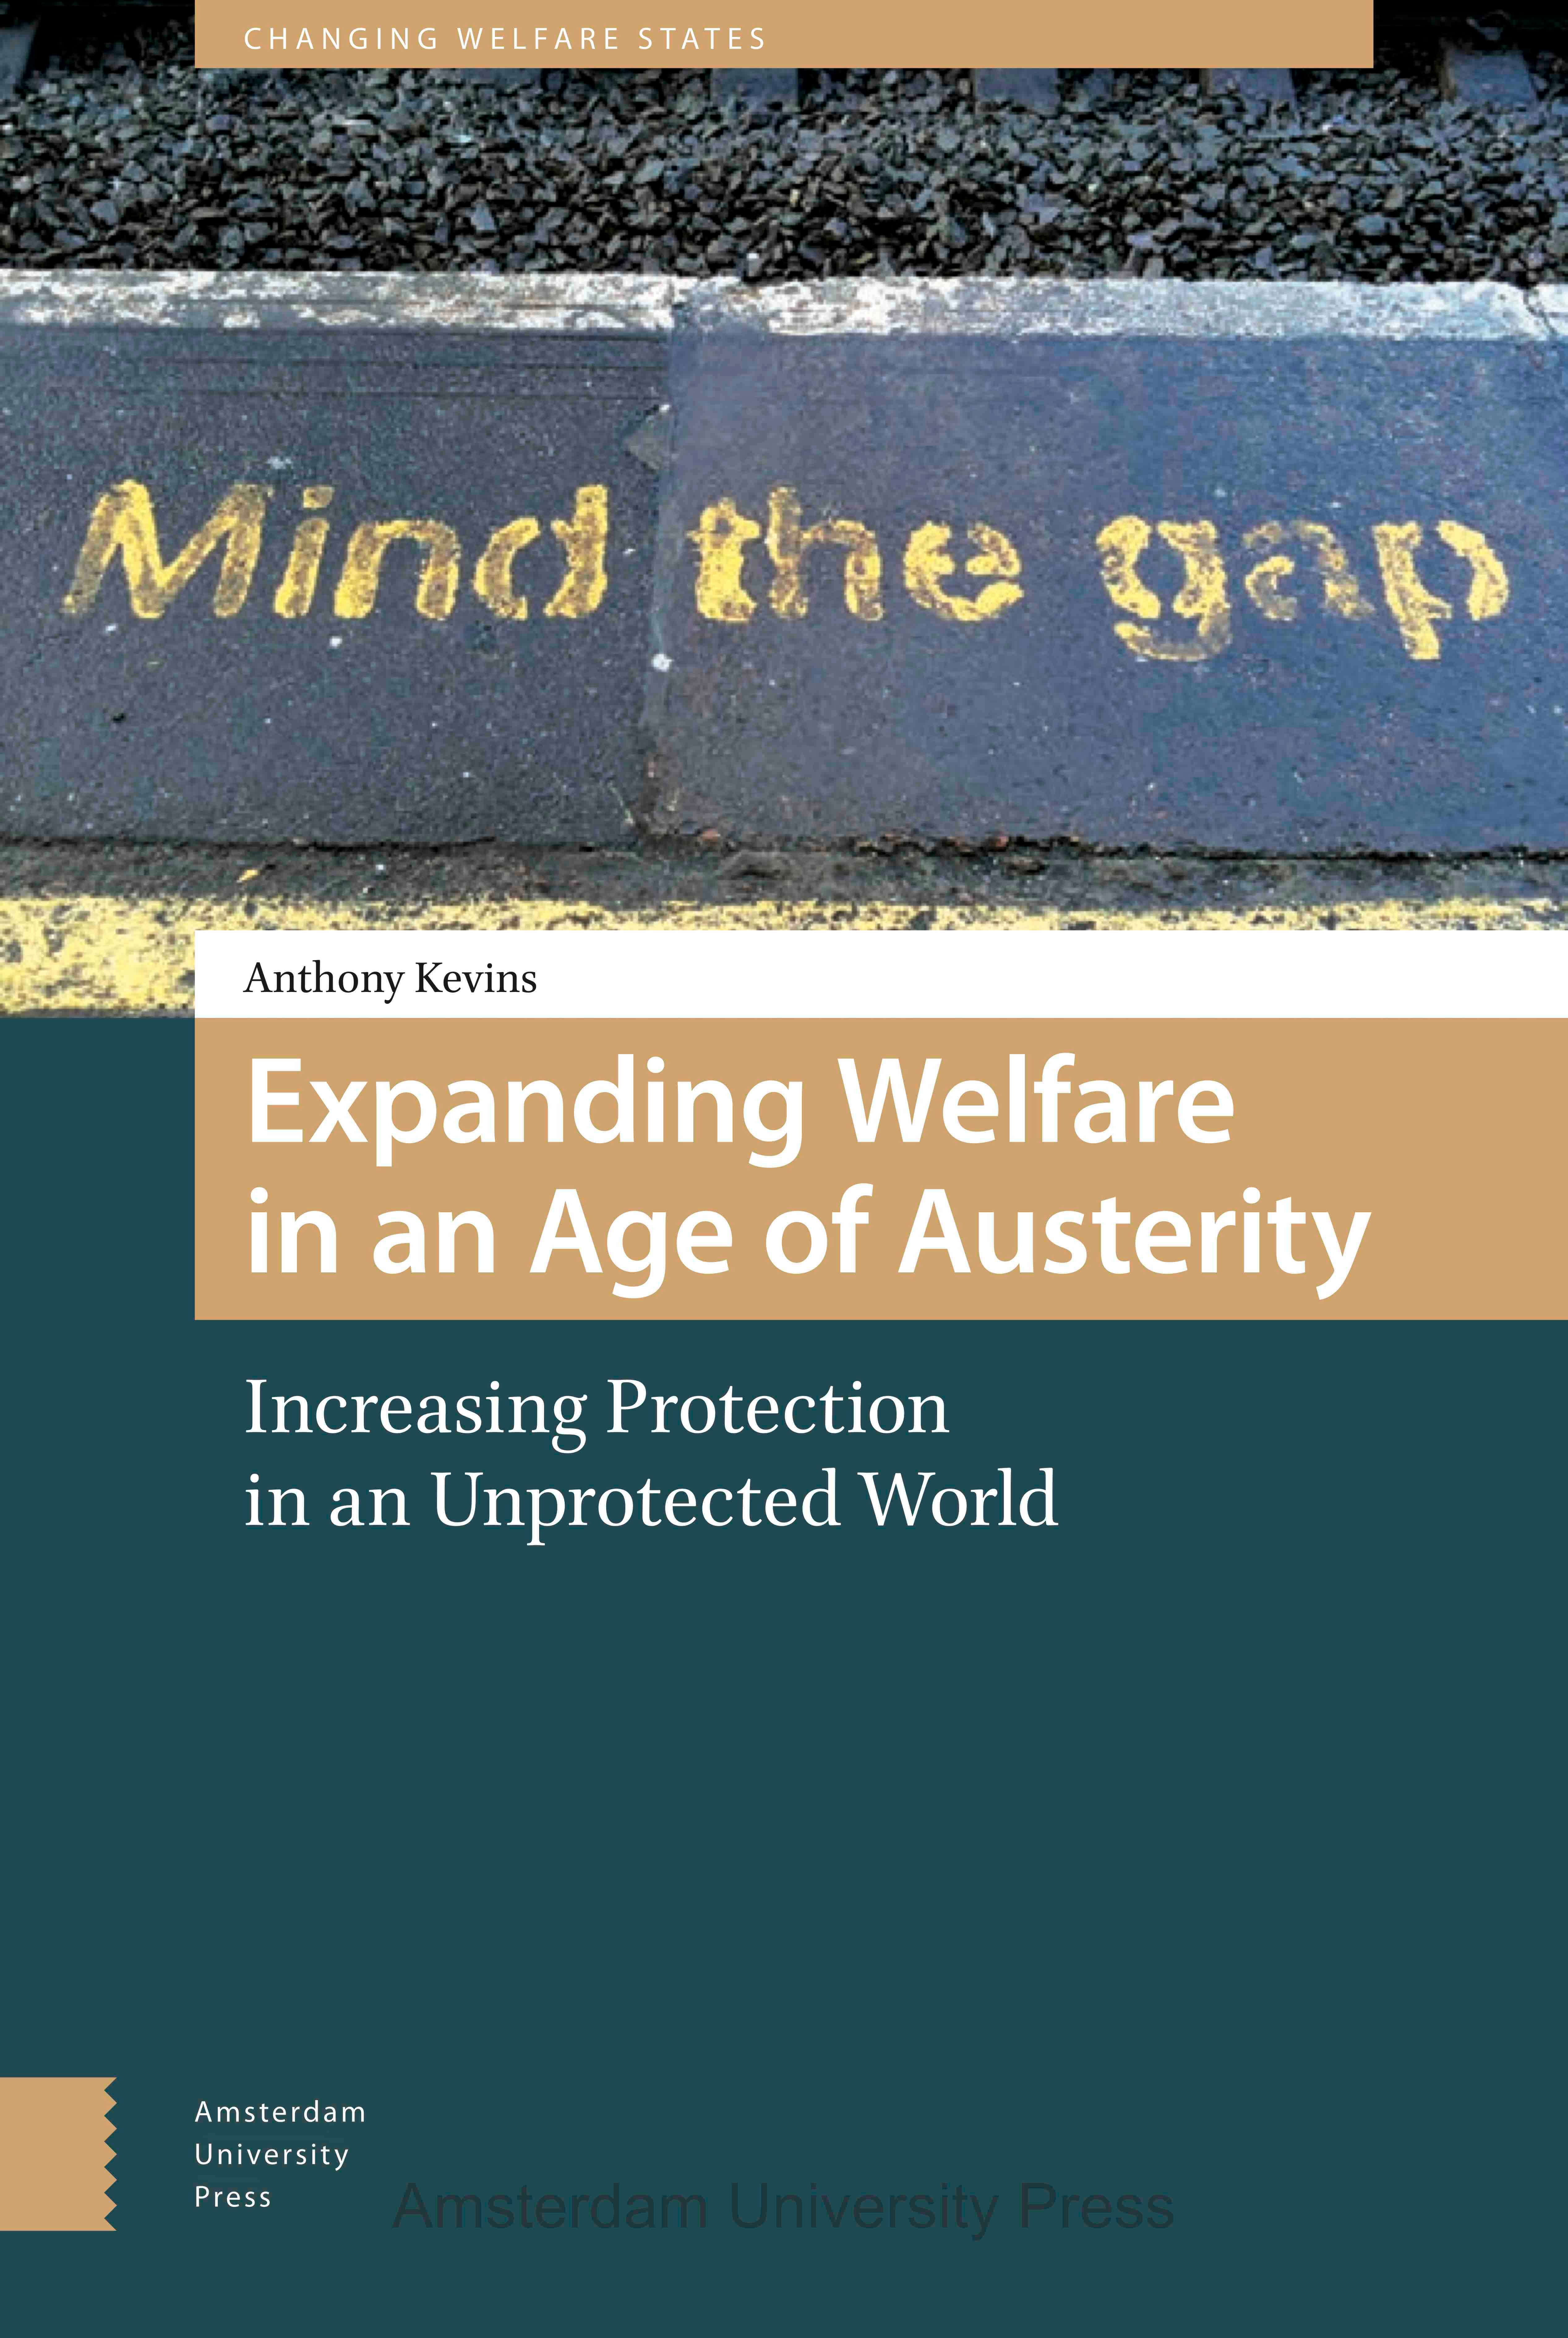 CHANGING WELFARE STATES
Mind the gap
Anthony Kevins
Expanding Welfare
in an Age of Austerity
Increasing Protection
in an Unprotected World
Amsterdam
University
Press
Amsterdam University Press